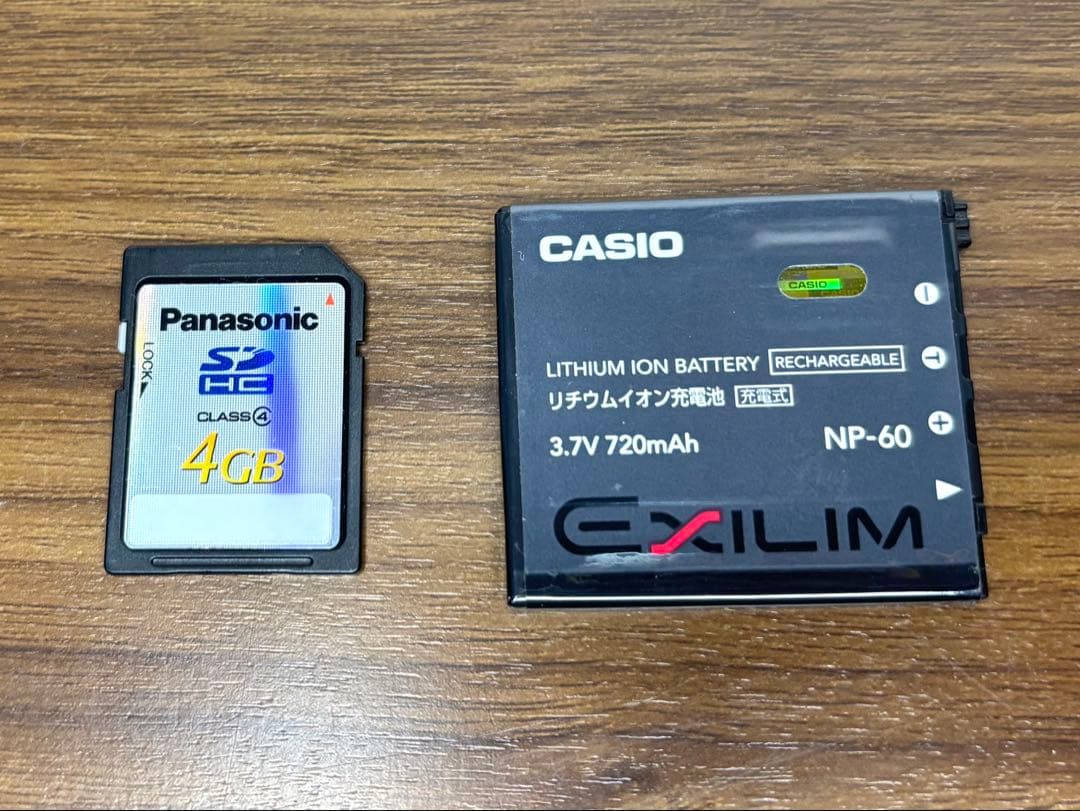 Panasonic
LOCK
SD
HC
CLASS 4
4GB
CASIO
CASIO
LITHIUM ION BATTERY RECHARGEABLE
リチウムイオン充電池 充電式
3.7V 720mAh NP-60
EXILIM
− T +